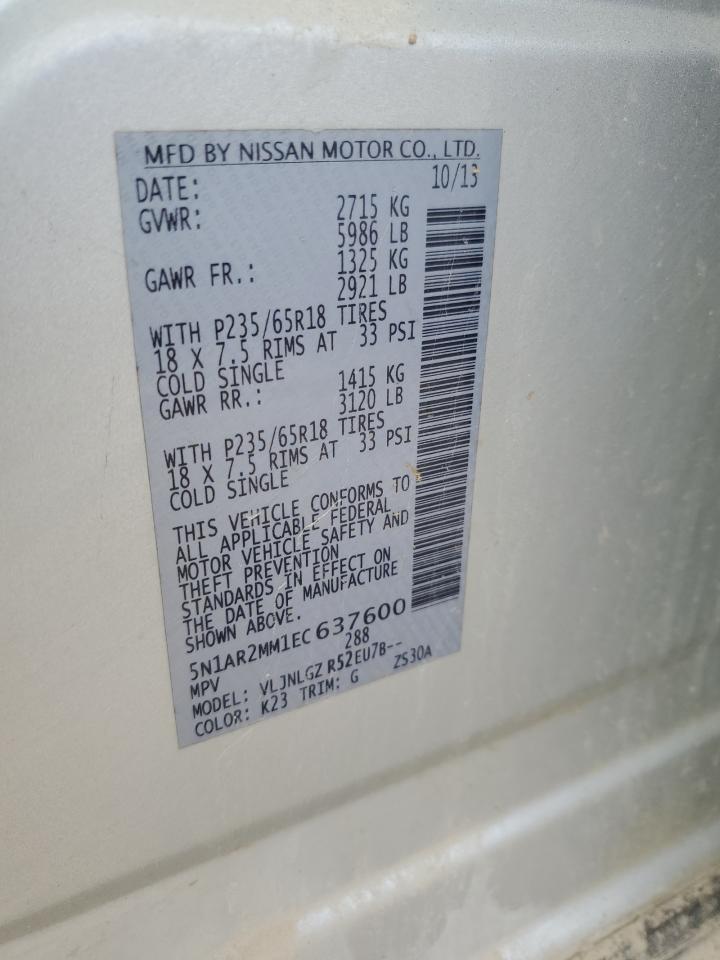 MFD BY NISSAN MOTOR CO., LTD.
DATE: 10/13
GVWR: 2715 KG
5986 LB
GAWR FR.: 1325 KG
2921 LB
WITH P235/65R18 TIRES
18 X 7.5 RIMS AT 33 PSI
COLD SINGLE
GAWR RR.: 1415 KG
3120 LB
WITH P235/65R18 TIRES
18 X 7.5 RIMS AT 33 PSI
COLD SINGLE
THIS VEHICLE CONFORMS TO
ALL APPLICABLE FEDERAL
MOTOR VEHICLE SAFETY AND
THEFT PREVENTION
STANDARDS IN EFFECT ON
THE DATE OF MANUFACTURE
SHOWN ABOVE.
5N1AR2MM1EC637600
MPV 288
MODEL: VLJNLGZ R52EU7B--
COLOR: K23 TRIM: G ZS30A